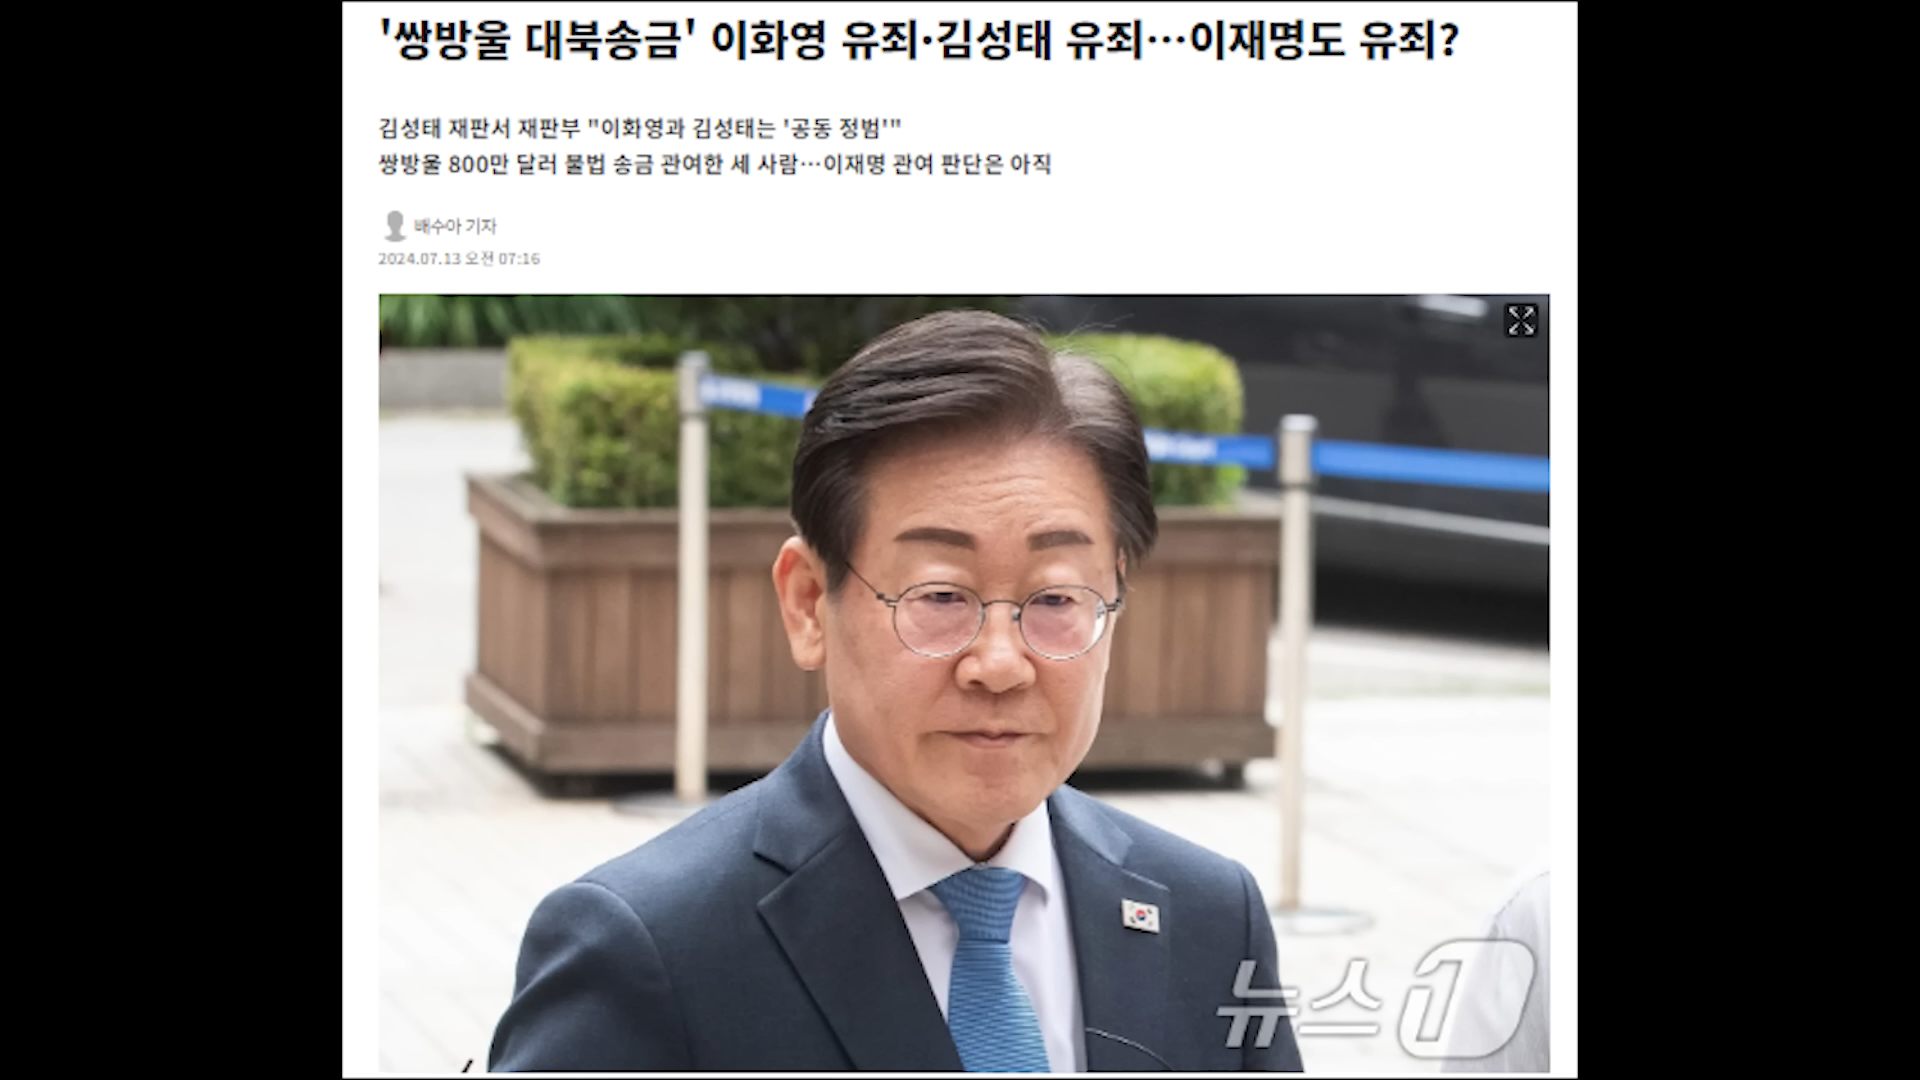 '쌍방울 대북송금' 이화영 유죄·김성태 유죄…이재명도 유죄?
김성태 재판서 재판부 "이화영과 김성태는 '공동 정범'"
쌍방울 800만 달러 불법 송금 관여한 세 사람…이재명 관여 판단은 아직
배수아 기자
2024.07.13 오전 07:16
뉴스1